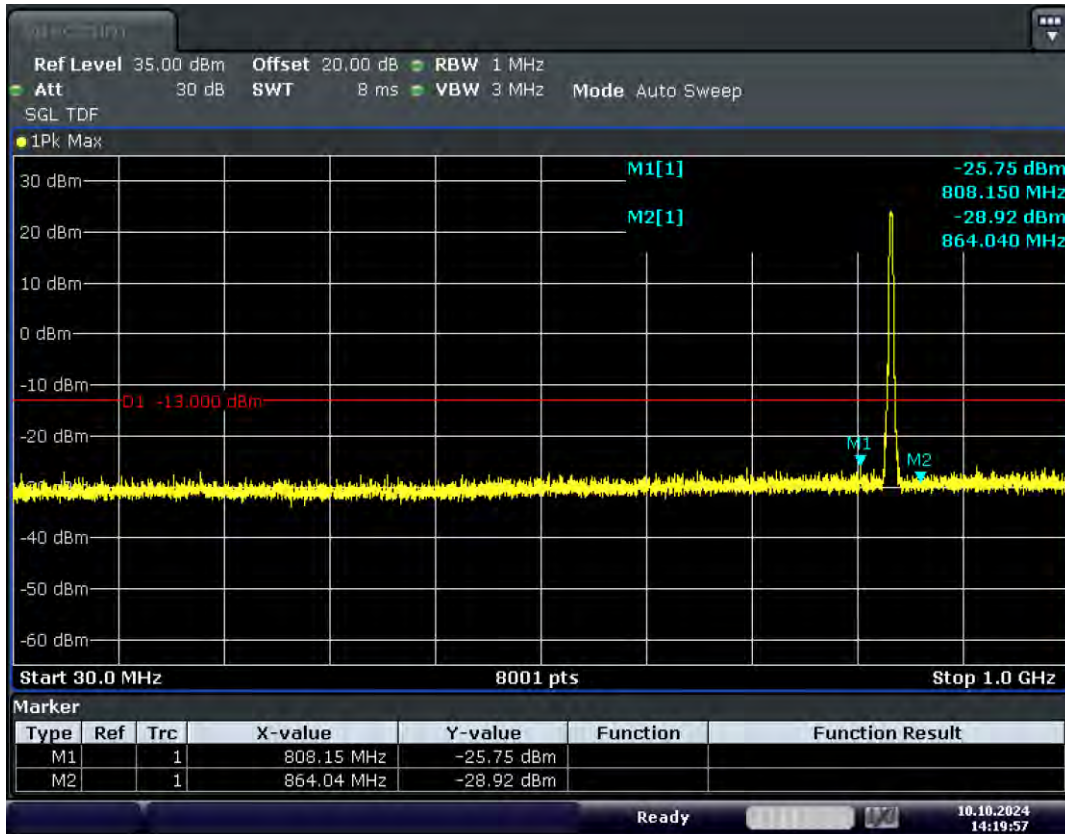 Spectrum
Ref Level 35.00 dBm Offset 20.00 dB RBW 1 MHz
Att 30 dB SWT 8 ms VBW 3 MHz Mode Auto Sweep
SGL TDF
1Pk Max
M1[1] -25.75 dBm
808.150 MHz
M2[1] -28.92 dBm
864.040 MHz
30 dBm
20 dBm
10 dBm
0 dBm
-10 dBm
D1 -13.000 dBm
-20 dBm
M1
M2
-40 dBm
-50 dBm
-60 dBm
Start 30.0 MHz 8001 pts Stop 1.0 GHz
Marker
Type Ref Trc X-value Y-value Function Function Result
M1 1 808.15 MHz -25.75 dBm
M2 1 864.04 MHz -28.92 dBm
Ready 10.10.2024
14:19:57